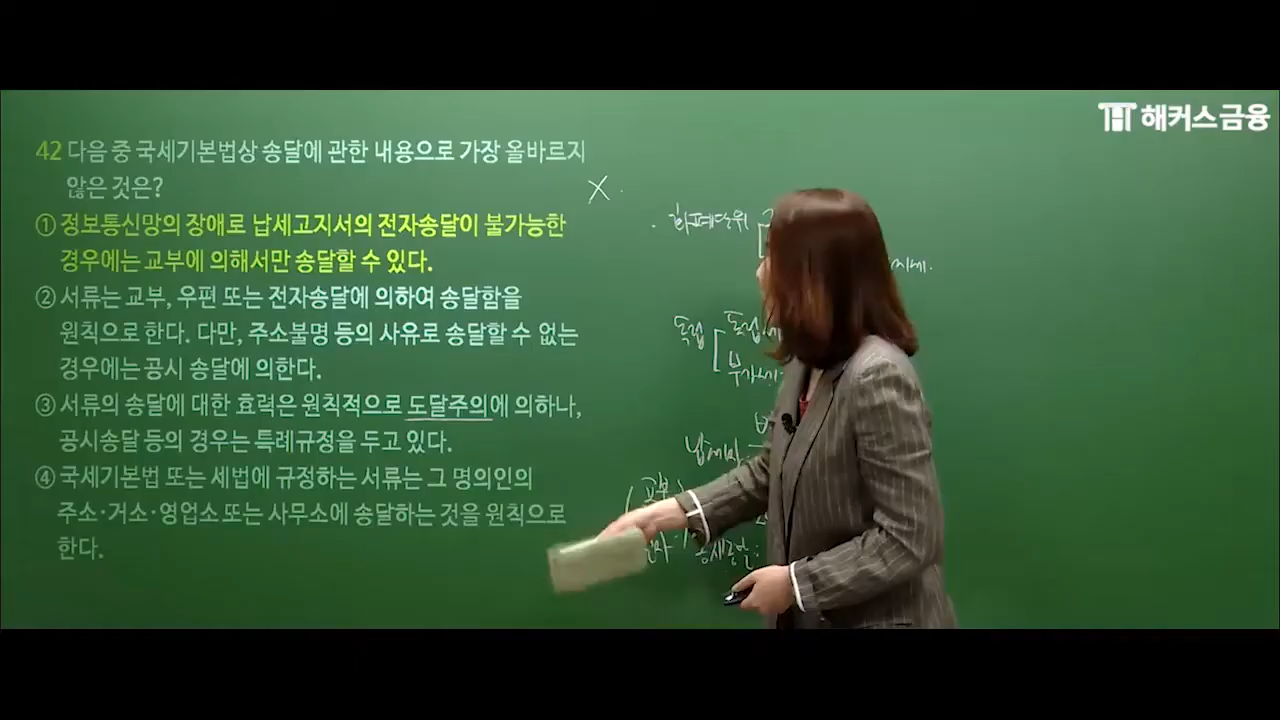 해커스금융
42 다음 중 국세기본법상 송달에 관한 내용으로 가장 올바르지
않은 것은?
X
① 정보통신망의 장애로 납세고지서의 전자송달이 불가능한
경우에는 교부에 의해서만 송달할 수 있다.
② 서류는 교부, 우편 또는 전자송달에 의하여 송달함을
원칙으로 한다. 다만, 주소불명 등의 사유로 송달할 수 없는
경우에는 공시 송달에 의한다.
③ 서류의 송달에 대한 효력은 원칙적으로 도달주의에 의하나,
공시송달 등의 경우는 특례규정을 두고 있다.
④ 국세기본법 또는 세법에 규정하는 서류는 그 명의인의
주소·거소·영업소 또는 사무소에 송달하는 것을 원칙으로
한다.
화폐단위
독립
교부